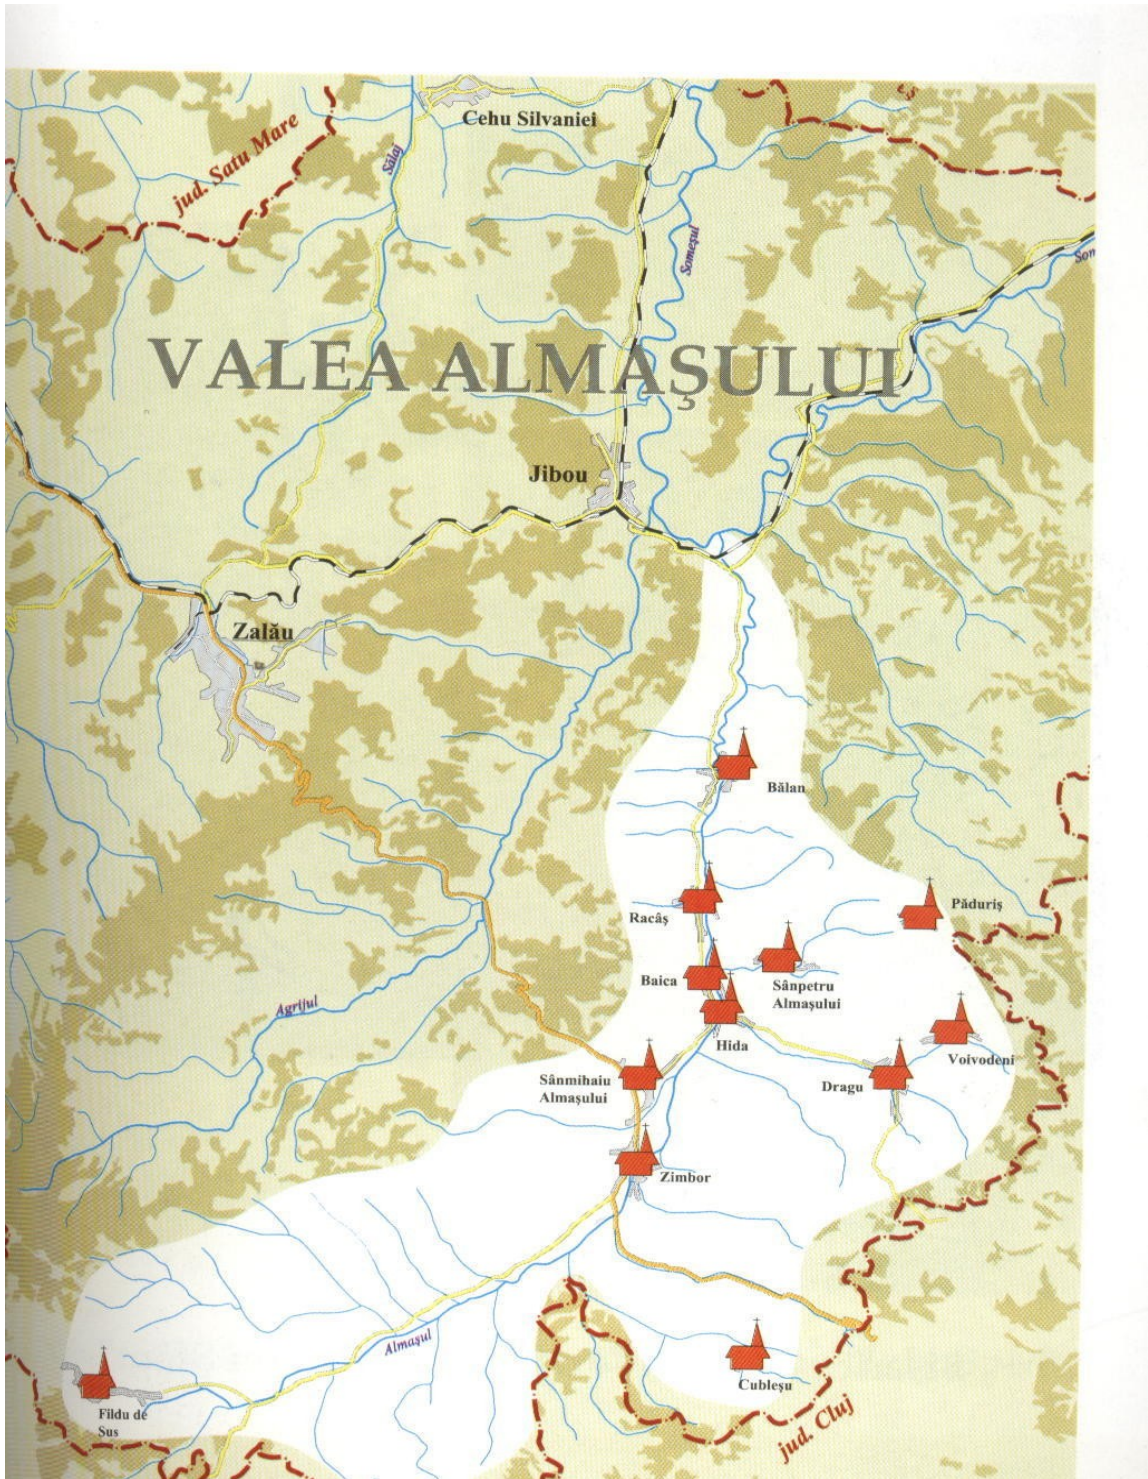 Cehu Silvaniei
jud. Satu Mare
Sălaj
Someșul
VALEA ALMAȘULUI
Jibou
Zalău
Bălan
Racâș
Păduriș
Baica
Sânpetru
Almașului
Agrijul
Hida
Voivodeni
Sânmihaiu
Almașului
Dragu
Zimbor
Almașul
Cubleșu
Fildu de
Sus
jud. Cluj